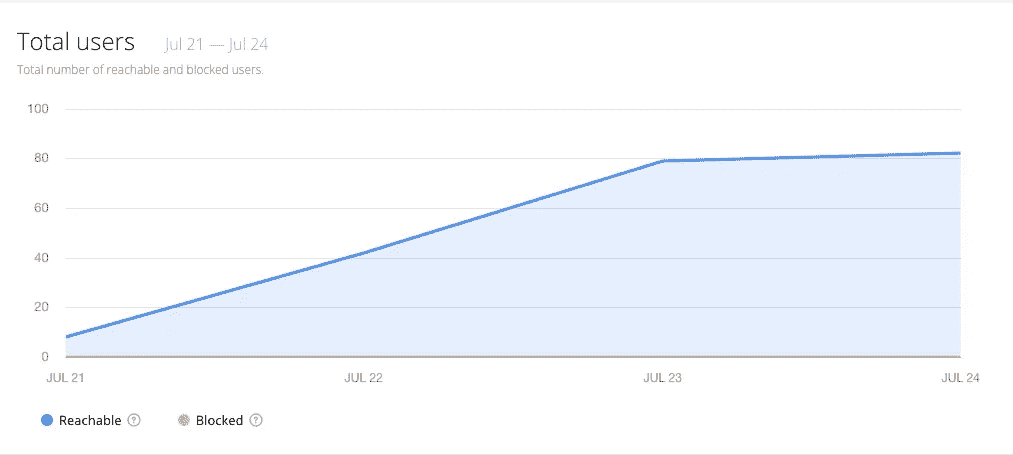 Total users Jul 21 — Jul 24
Total number of reachable and blocked users.
100
80
60
40
20
0
JUL 21 JUL 22 JUL 23 JUL 24
Reachable ? Blocked ?